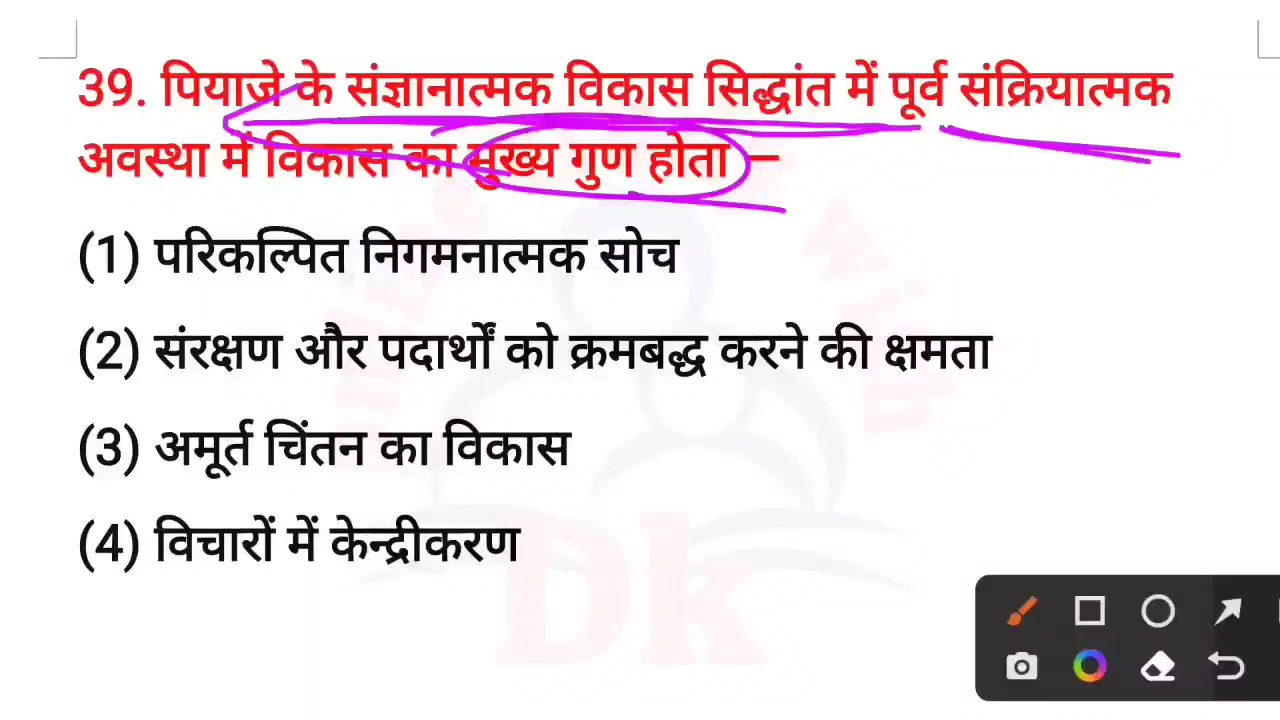 39. पियाजे के संज्ञानात्मक विकास सिद्धांत में पूर्व संक्रियात्मक
अवस्था में विकास का मुख्य गुण होता –
(1) परिकल्पित निगमनात्मक सोच
(2) संरक्षण और पदार्थों को क्रमबद्ध करने की क्षमता
(3) अमूर्त चिंतन का विकास
(4) विचारों में केन्द्रीकरण
Dk